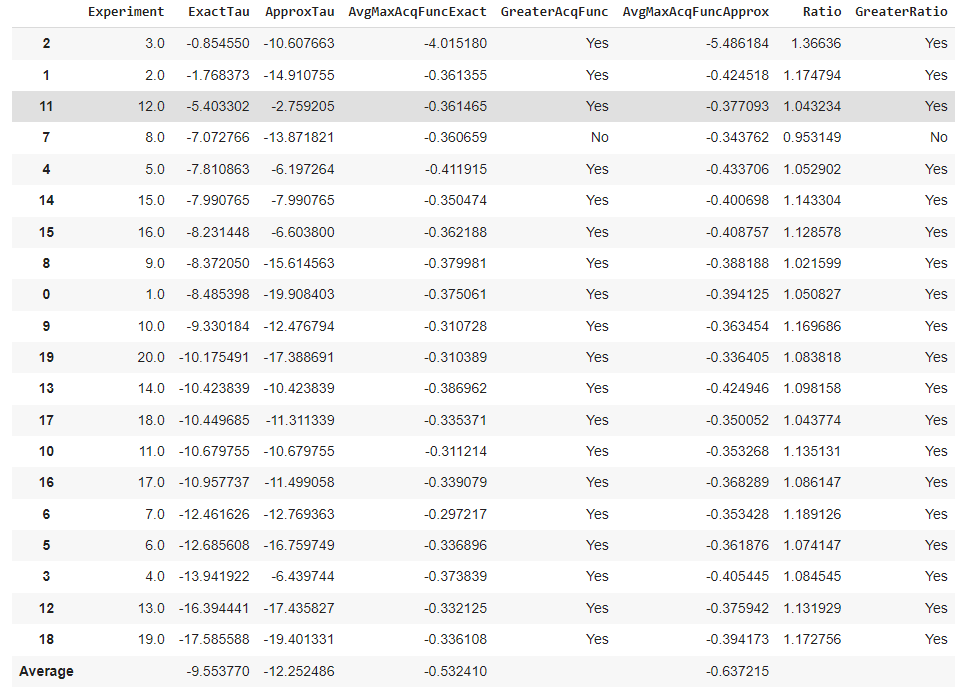 Experiment ExactTau ApproxTau AvgMaxAcqFuncExact GreaterAcqFunc AvgMaxAcqFuncApprox Ratio GreaterRatio
2 3.0 -0.854550 -10.607663 -4.015180 Yes -5.486184 1.36636 Yes
1 2.0 -1.768373 -14.910755 -0.361355 Yes -0.424518 1.174794 Yes
11 12.0 -5.403302 -2.759205 -0.361465 Yes -0.377093 1.043234 Yes
7 8.0 -7.072766 -13.871821 -0.360659 No -0.343762 0.953149 No
4 5.0 -7.810863 -6.197264 -0.411915 Yes -0.433706 1.052902 Yes
14 15.0 -7.990765 -7.990765 -0.350474 Yes -0.400698 1.143304 Yes
15 16.0 -8.231448 -6.603800 -0.362188 Yes -0.408757 1.128578 Yes
8 9.0 -8.372050 -15.614563 -0.379981 Yes -0.388188 1.021599 Yes
0 1.0 -8.485398 -19.908403 -0.375061 Yes -0.394125 1.050827 Yes
9 10.0 -9.330184 -12.476794 -0.310728 Yes -0.363454 1.169686 Yes
19 20.0 -10.175491 -17.388691 -0.310389 Yes -0.336405 1.083818 Yes
13 14.0 -10.423839 -10.423839 -0.386962 Yes -0.424946 1.098158 Yes
17 18.0 -10.449685 -11.311339 -0.335371 Yes -0.350052 1.043774 Yes
10 11.0 -10.679755 -10.679755 -0.311214 Yes -0.353268 1.135131 Yes
16 17.0 -10.957737 -11.499058 -0.339079 Yes -0.368289 1.086147 Yes
6 7.0 -12.461626 -12.769363 -0.297217 Yes -0.353428 1.189126 Yes
5 6.0 -12.685608 -16.759749 -0.336896 Yes -0.361876 1.074147 Yes
3 4.0 -13.941922 -6.439744 -0.373839 Yes -0.405445 1.084545 Yes
12 13.0 -16.394441 -17.435827 -0.332125 Yes -0.375942 1.131929 Yes
18 19.0 -17.585588 -19.401331 -0.336108 Yes -0.394173 1.172756 Yes
Average -9.553770 -12.252486 -0.532410 -0.637215